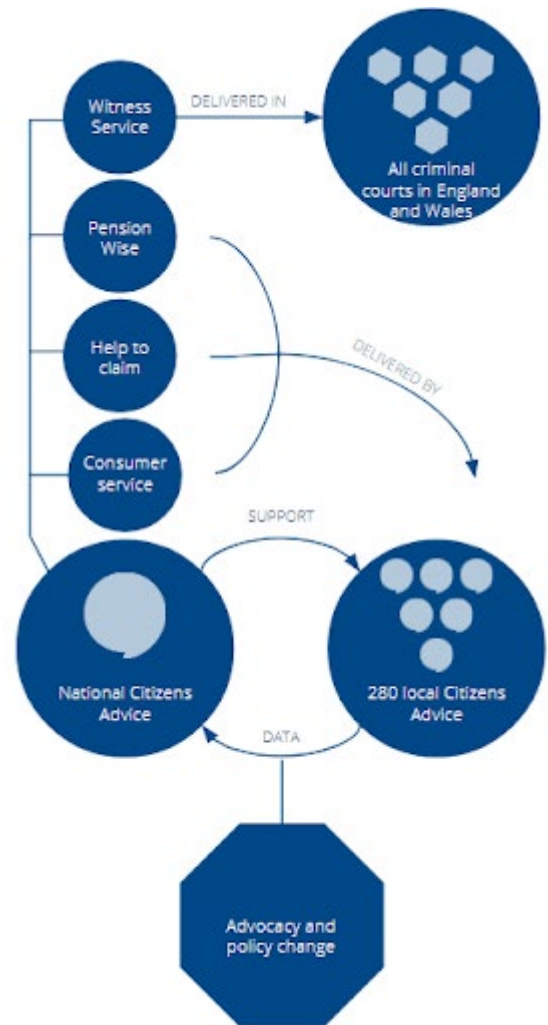 Witness
Service
DELIVERED IN
All criminal
courts in England
and Wales
Pension
Wise
Help to
claim
DELIVERED BY
Consumer
service
SUPPORT
National Citizens
Advice
280 local Citizens
Advice
DATA
Advocacy and
policy change